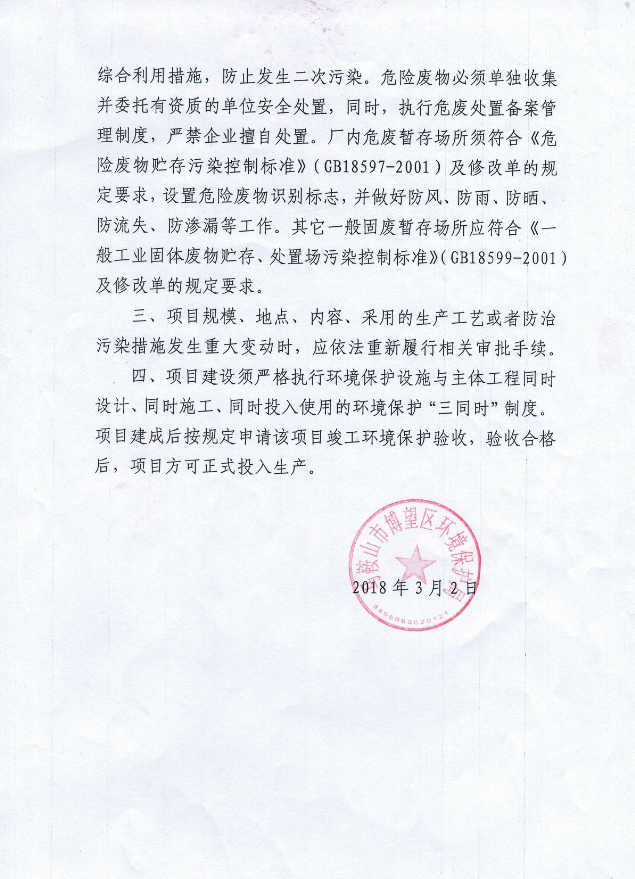 综合利用措施，防止发生二次污染。危险废物必须单独收集
并委托有资质的单位安全处置，同时，执行危废处置备案管
理制度，严禁企业擅自处置。厂内危废暂存场所须符合《危
险废物贮存污染控制标准》（GB18597-2001）及修改单的规
定要求，设置危险废物识别标志，并做好防风、防雨、防晒、
防流失、防渗漏等工作。其它一般固废暂存场所应符合《一
般工业固体废物贮存、处置场污染控制标准》（GB18599-2001）
及修改单的规定要求。
三、项目规模、地点、内容、采用的生产工艺或者防治
污染措施发生重大变动时，应依法重新履行相关审批手续。
四、项目建设须严格执行环境保护设施与主体工程同时
设计、同时施工、同时投入使用的环境保护“三同时”制度。
项目建成后按规定申请该项目竣工环境保护验收，验收合格
后，项目方可正式投入生产。
马鞍山市博望区环境保护局
2018 年 3 月 2 日